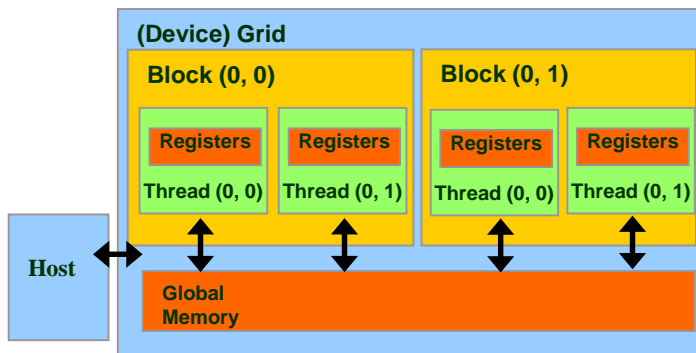 (Device) Grid
Block (0, 0)
Block (0, 1)
Registers
Registers
Registers
Registers
Thread (0, 0)
Thread (0, 1)
Thread (0, 0)
Thread (0, 1)
Host
Global
Memory